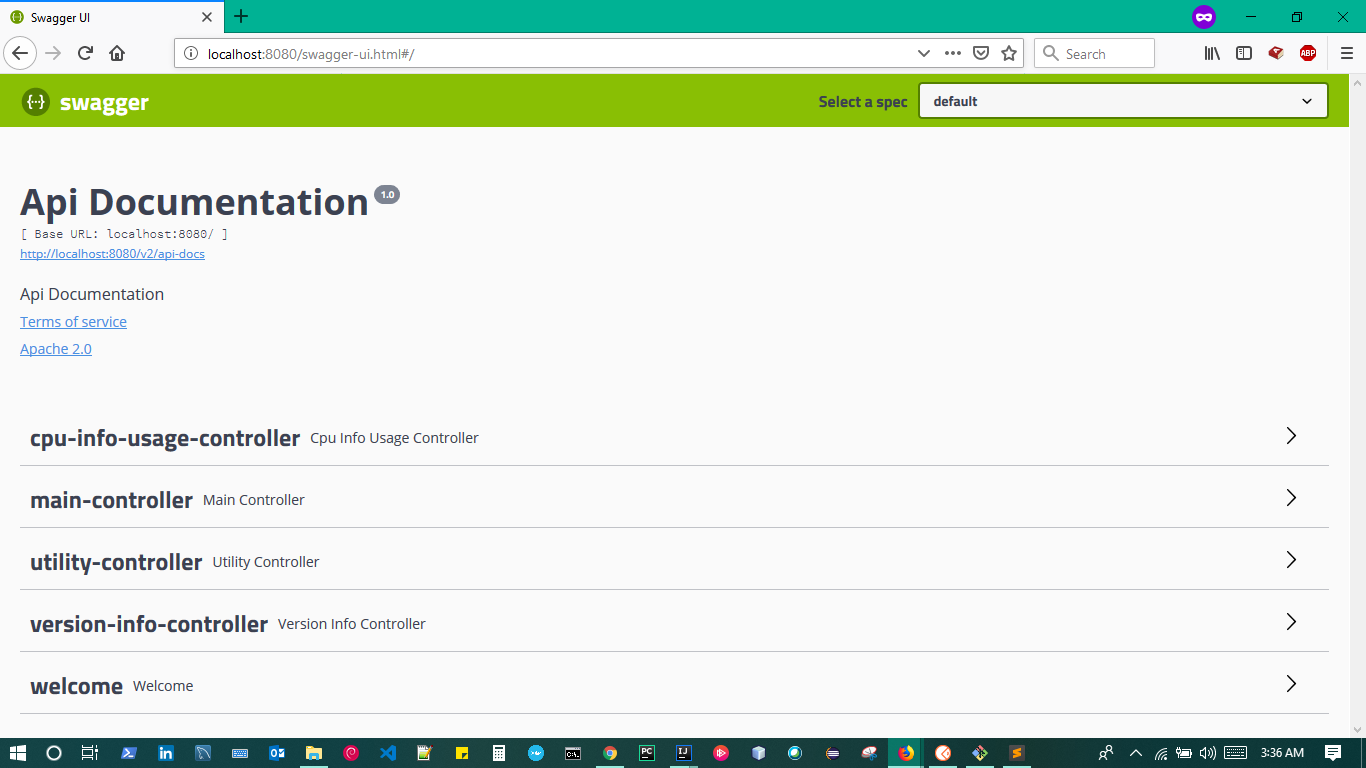 Swagger UI
localhost:8080/swagger-ui.html#/
Search
ABP
{··} swagger
Select a spec
default
Api Documentation 1.0
[ Base URL: localhost:8080/ ]
http://localhost:8080/v2/api-docs
Api Documentation
Terms of service
Apache 2.0
cpu-info-usage-controller Cpu Info Usage Controller
main-controller Main Controller
utility-controller Utility Controller
version-info-controller Version Info Controller
welcome Welcome
3:36 AM